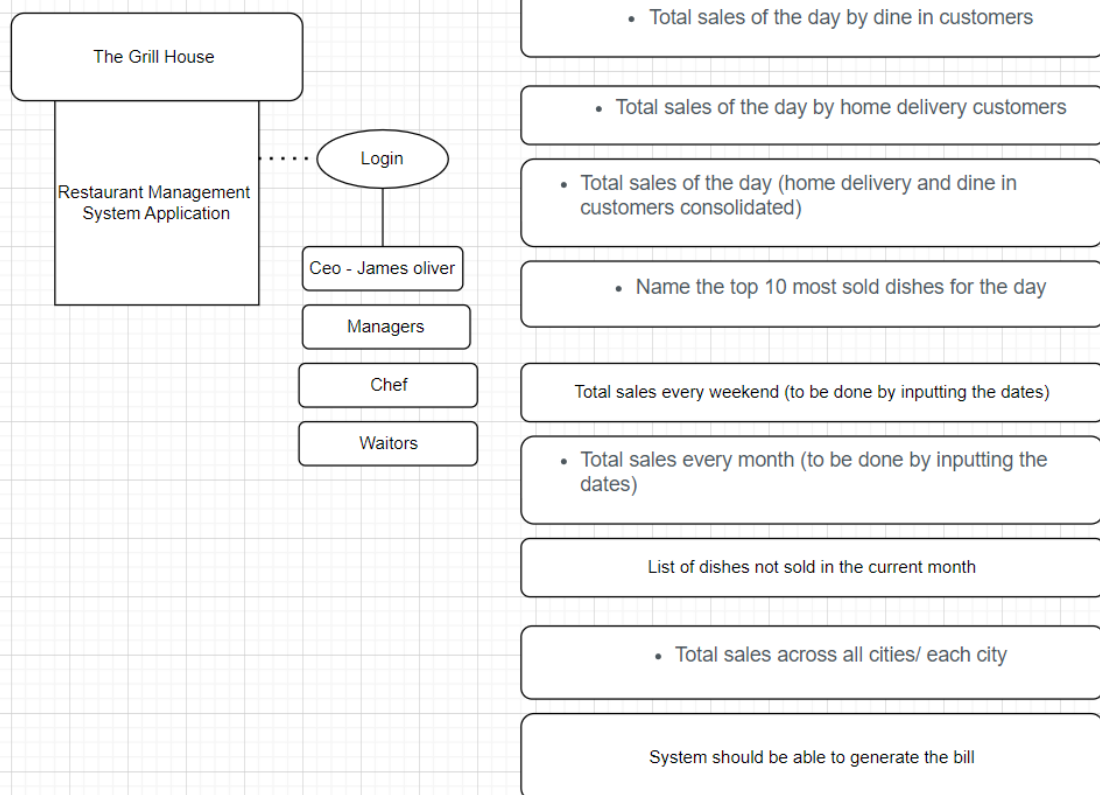 The Grill House
Restaurant Management
System Application
Login
Ceo - James oliver
Managers
Chef
Waitors
• Total sales of the day by dine in customers
• Total sales of the day by home delivery customers
• Total sales of the day (home delivery and dine in
customers consolidated)
• Name the top 10 most sold dishes for the day
Total sales every weekend (to be done by inputting the dates)
• Total sales every month (to be done by inputting the
dates)
List of dishes not sold in the current month
• Total sales across all cities/ each city
System should be able to generate the bill